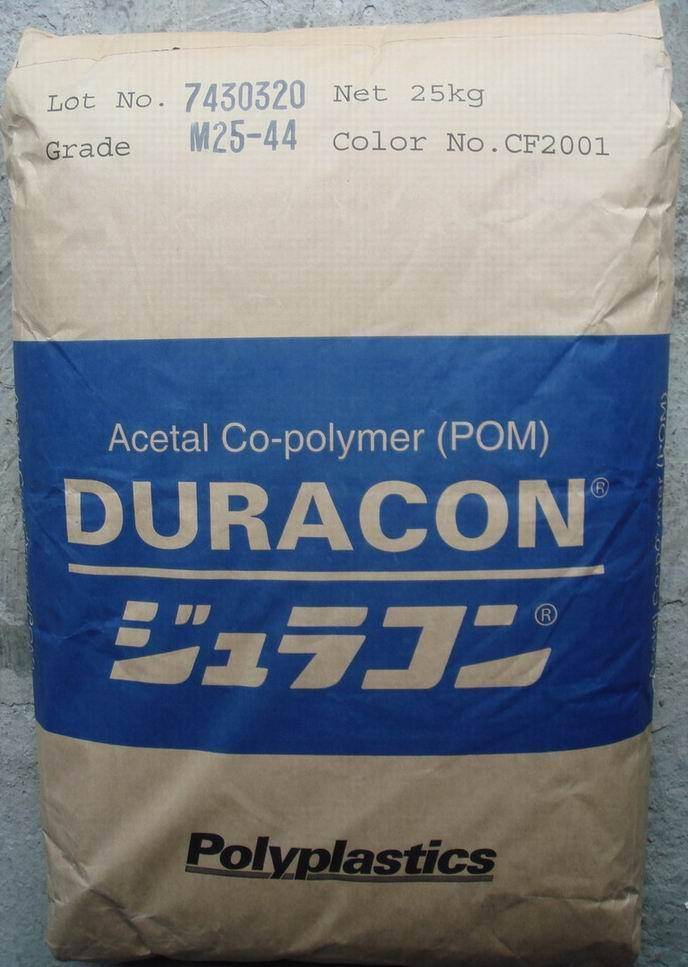 Lot No. 7430320 Net 25kg
Grade M25-44 Color No.CF2001
Acetal Co-polymer (POM)
DURACON®
ジュラコン®
Polyplastics